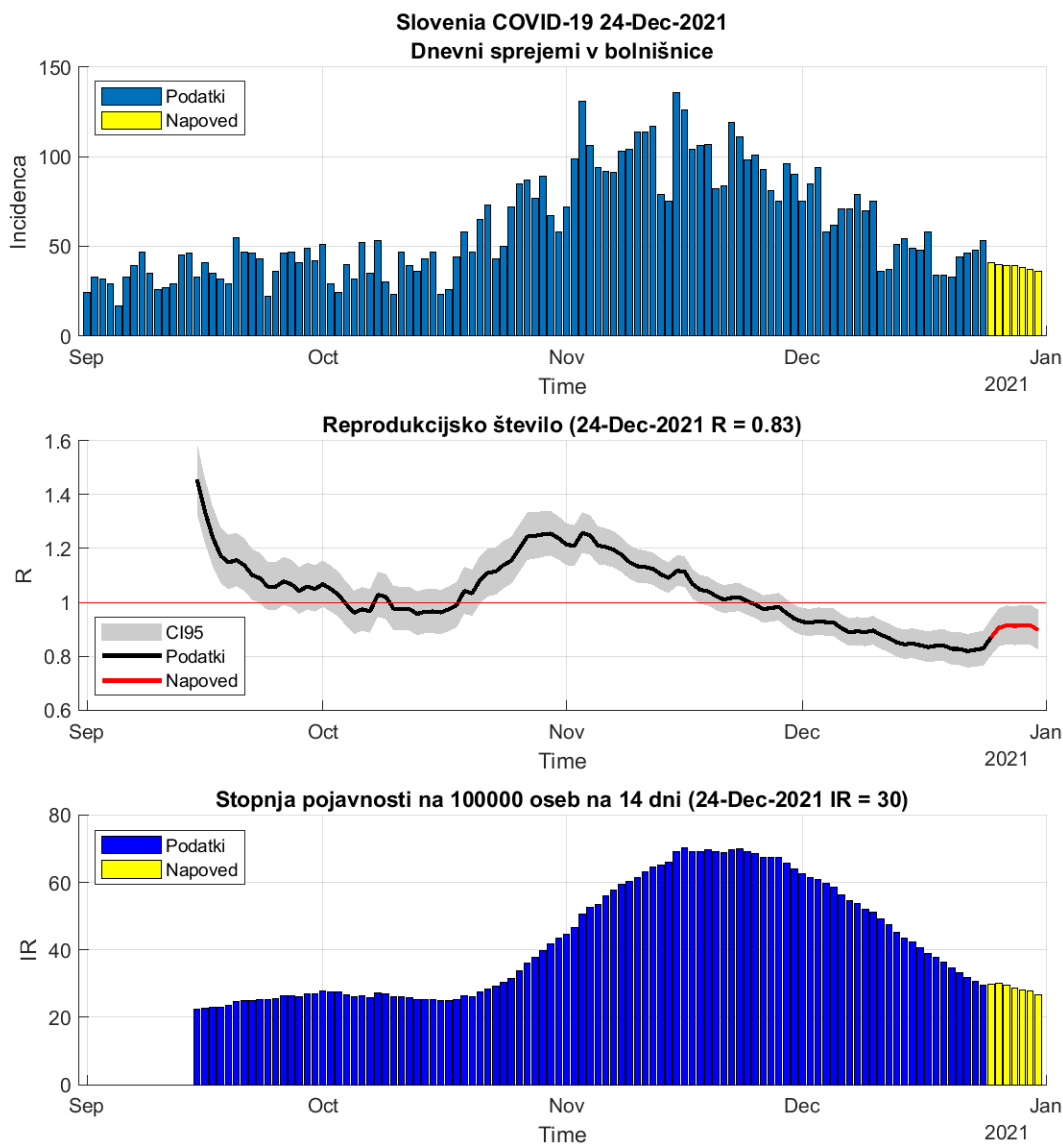 Slovenia COVID-19 24-Dec-2021
Dnevni sprejemi v bolnišnice
150
100
50
0
Incidenca
Podatki
Napoved
Sep
Oct
Nov
Dec
Jan
Time
2021
Reprodukcijsko število (24-Dec-2021 R = 0.83)
1.6
1.4
1.2
1
0.8
0.6
R
CI95
Podatki
Napoved
Sep
Oct
Nov
Dec
Jan
Time
2021
Stopnja pojavnosti na 100000 oseb na 14 dni (24-Dec-2021 IR = 30)
80
60
40
20
0
IR
Podatki
Napoved
Sep
Oct
Nov
Dec
Jan
Time
2021